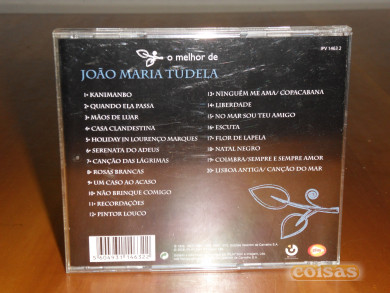 o melhor de
IPV 1463 2
JOÃO MARIA TUDELA
1• KANIMANBO
2• QUANDO ELA PASSA
3• MÃOS DE LUAR
4• CASA CLANDESTINA
5• HOLIDAY IN LOURENÇO MARQUES
6• SERENATA DO ADEUS
7• CANÇÃO DAS LÁGRIMAS
8• ROSAS BRANCAS
9• UM CASO AO ACASO
10• NÃO BRINQUE COMIGO
11• RECORDAÇÕES
12• PINTOR LOUCO
13• NINGUÉM ME AMA/ COPACABANA
14• LIBERDADE
15• NO MAR SOU TEU AMIGO
16• ESCUTA
17• FLOR DE LAPELA
18• NATAL NEGRO
19• COIMBRA/SEMPRE E SEMPRE AMOR
20• LISBOA ANTIGA/ CANÇÃO DO MAR
coisas